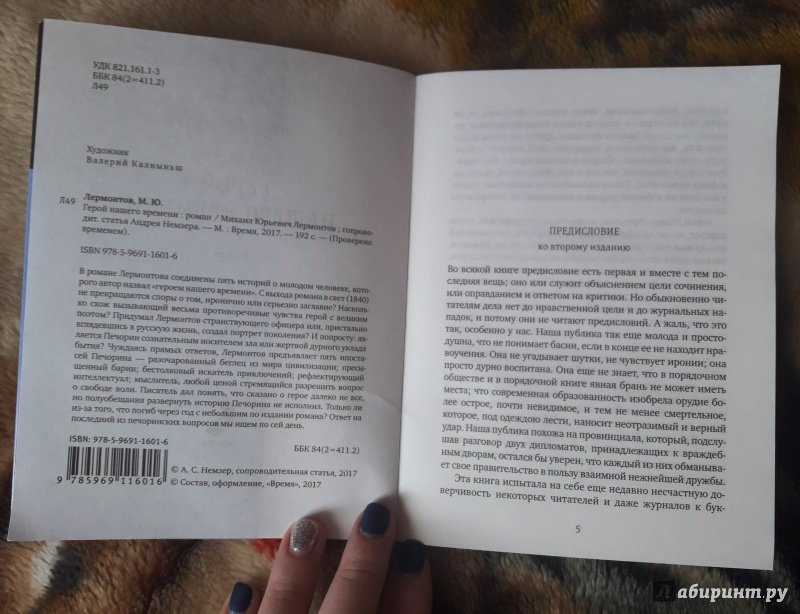 УДК 821.161.1-3
ББК 84(2=411.2)
Л49
Художник
Валерий Калныньш
Л49 Лермонтов, М. Ю.
Герой нашего времени : роман / Михаил Юрьевич Лермонтов ; сопрово-
дит. статья Андрея Немзера. — М. : Время, 2017. — 192 с. — (Проверено
временем).
ISBN 978-5-9691-1601-6
В романе Лермонтова соединены пять историй о молодом человеке, кото-
рого автор назвал «героем нашего времени». С выхода романа в свет (1840)
не прекращаются споры о том, иронично или серьезно заглавие? Насколь-
ко схож вызывающий весьма противоречивые чувства герой с великим
поэтом? Придумал Лермонтов странствующего офицера или, пристально
вглядевшись в русскую жизнь, создал портрет поколения? И попросту: яв-
ляется Печорин сознательным носителем зла или жертвой дурного уклада
бытия? Чуждаясь прямых ответов, Лермонтов предъявляет пять ипоста-
сей Печорина — разочарованный беглец из мира цивилизации; пресы-
щенный барин; бестолковый искатель приключений; рефлектирующий
интеллектуал; мыслитель, любой ценой стремящийся разрешить вопрос
о свободе воли. Писатель дал понять, что сказано о герое далеко не все,
но полуобещания развернуть историю Печорина не исполнил. Только ли
из-за того, что погиб через год с небольшим по издании романа? Ответ на
последний из печоринских вопросов мы ищем по сей день.
ISBN: 978-5-9691-1601-6
ББК 84(2=411.2)
9 785969 116016
© А. С. Немзер, сопроводительная статья, 2017
© Состав, оформление, «Время», 2017
ПРЕДИСЛОВИЕ
ко второму изданию
Во всякой книге предисловие есть первая и вместе с тем по-
следняя вещь; оно или служит объяснением цели сочинения,
или оправданием и ответом на критики. Но обыкновенно чи-
тателям дела нет до нравственной цели и до журнальных на-
падок, и потому они не читают предисловий. А жаль, что это
так, особенно у нас. Наша публика так еще молода и просто-
душна, что не понимает басни, если в конце ее не находит нра-
воучения. Она не угадывает шутки, не чувствует иронии; она
просто дурно воспитана. Она еще не знает, что в порядочном
обществе и в порядочной книге явная брань не может иметь
места; что современная образованность изобрела орудие бо-
лее острое, почти невидимое, и тем не менее смертельное,
которое, под одеждою лести, наносит неотразимый и верный
удар. Наша публика похожа на провинциала, который, подслу-
шав разговор двух дипломатов, принадлежащих к враждеб-
ным дворам, остался бы уверен, что каждый из них обманыва-
ет свое правительство в пользу взаимной нежнейшей дружбы.
Эта книга испытала на себе еще недавно несчастную до-
верчивость некоторых читателей и даже журналов к бук-
5
Лабиринт.ру